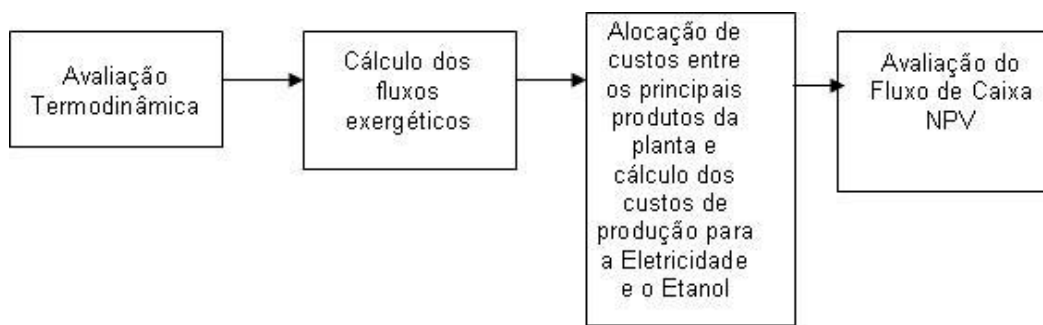 Avaliação
Termodinâmica
Cálculo dos
fluxos
exergéticos
Alocação de
custos entre
os principais
produtos da
planta e
cálculo dos
custos de
produção para
a Eletricidade
e o Etanol
Avaliação do
Fluxo de Caixa
NPV